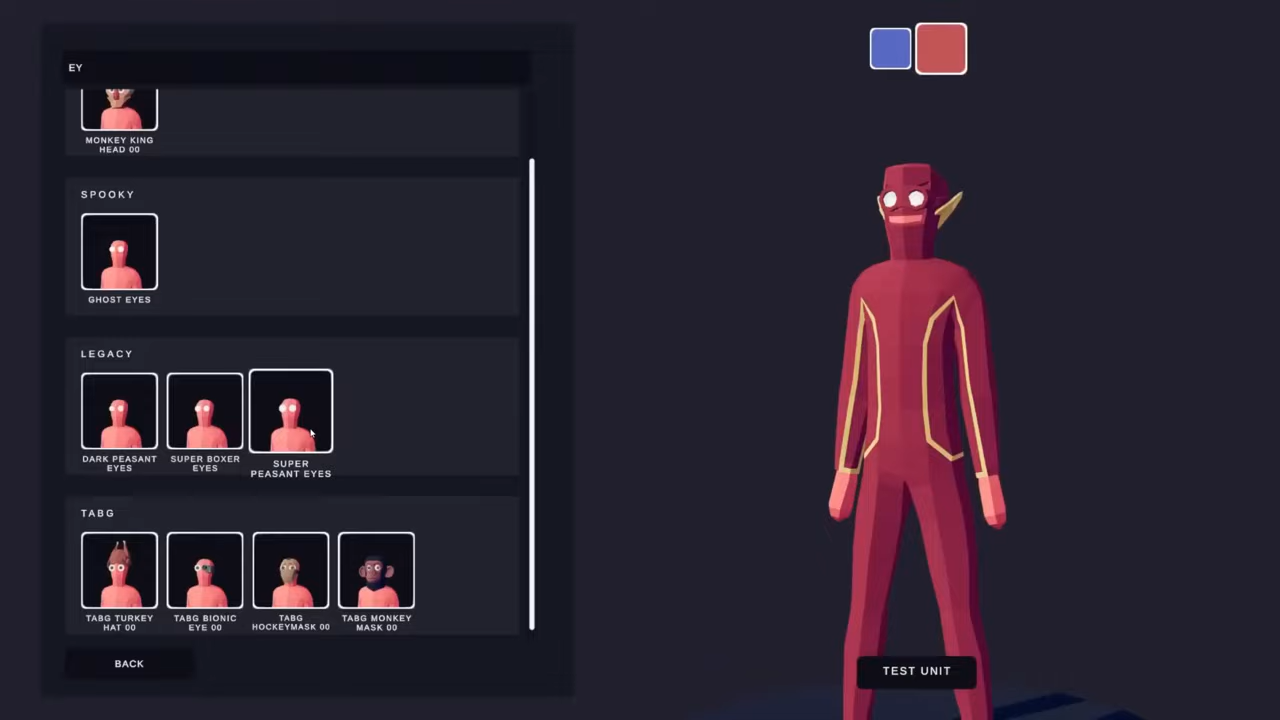 EY
MONKEY KING
HEAD 00
SPOOKY
GHOST EYES
LEGACY
DARK PEASANT
EYES
SUPER BOXER
EYES
SUPER
PEASANT EYES
TABG
TABG TURKEY
HAT 00
TABG BIONIC
EYE 00
TABG
HOCKEYMASK 00
TABG MONKEY
MASK 00
BACK
TEST UNIT